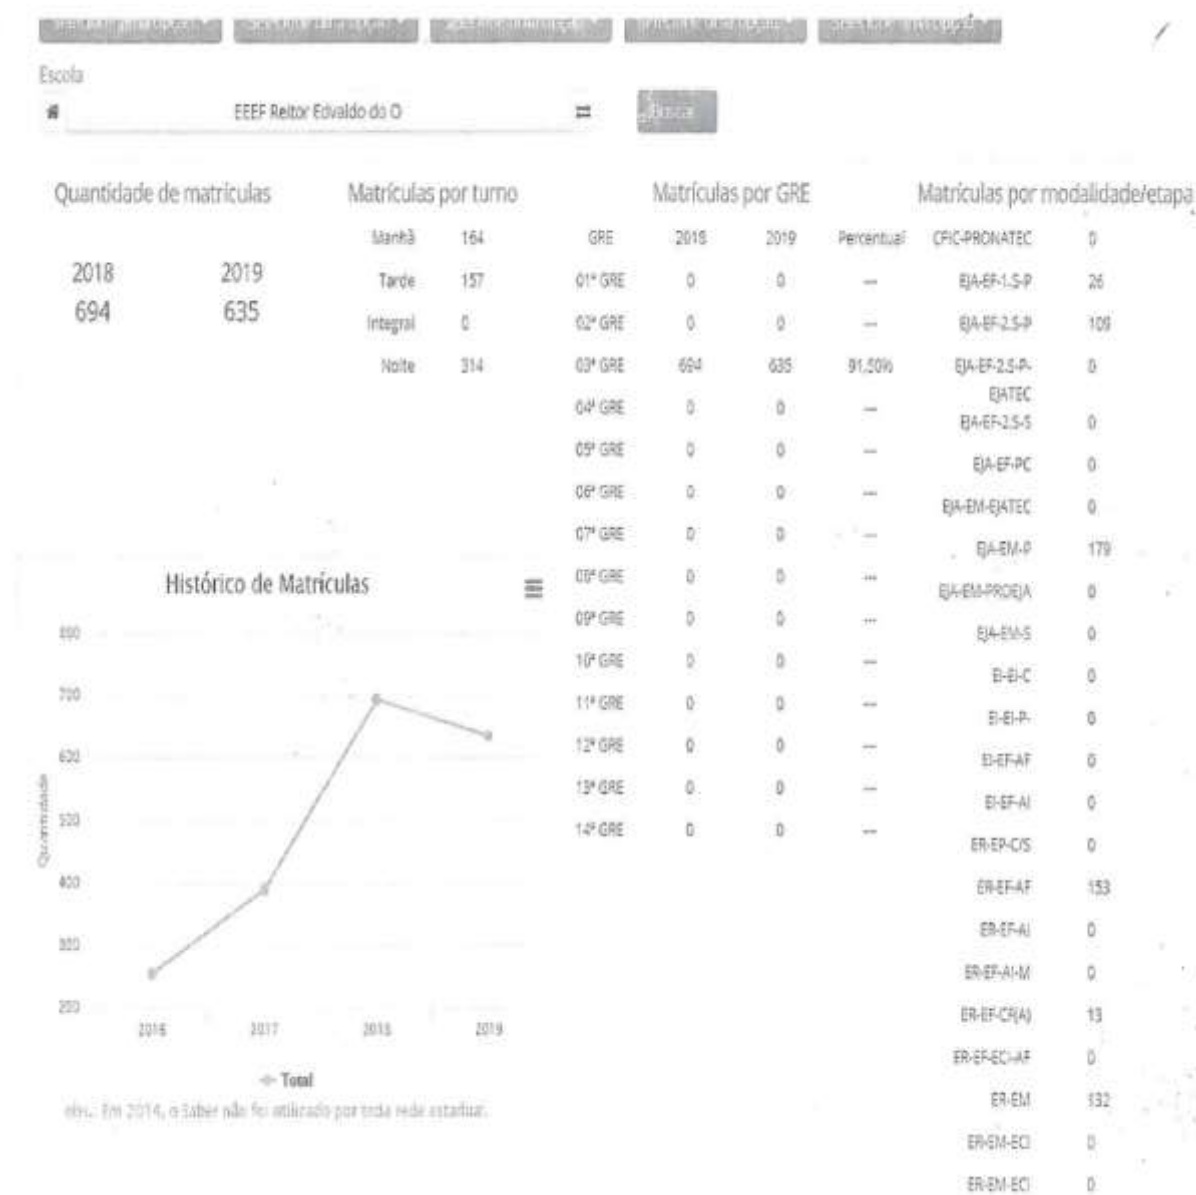 Escola
EEEF Reitor Edvaldo do O
Busca
Quantidade de matrículas
2018 2019
694 635
Matrículas por turno
Manhã 164
Tarde 157
Integral 0
Noite 314
Matrículas por GRE
GRE 2018 2019 Percentual
01ª GRE 0 0 ---
02ª GRE 0 0 ---
03ª GRE 694 635 91.50%
04ª GRE 0 0 ---
05ª GRE 0 0 ---
06ª GRE 0 0 ---
07ª GRE 0 0 ---
08ª GRE 0 0 ---
09ª GRE 0 0 ---
10ª GRE 0 0 ---
11ª GRE 0 0 ---
12ª GRE 0 0 ---
13ª GRE 0 0 ---
14ª GRE 0 0 ---
Matrículas por modalidade/etapa
CFIC-PRONATEC 0
EJA-EF-1.S-P 26
EJA-EF-2.S-P 109
EJA-EF-2.S-P- 0
EJATEC
EJA-EF-2.S-S 0
EJA-EF-PC 0
EJA-EM-EJATEC 0
EJA-EM-P 179
EJA-EM-PROEJA 0
EJA-EM-S 0
EI-EI-C 0
EI-EI-P- 0
EI-EF-AF 0
EI-EF-AI 0
ER-EP-C/S 0
ER-EF-AF 153
ER-EF-AI 0
ER-EF-AI-M 0
ER-EF-CF(A) 13
ER-EF-ECI-AF 0
ER-EM 132
ER-EM-ECI 0
ER-EM-ECI 0
Histórico de Matrículas
Quantidade
800
700
600
500
400
300
200
2016 2017 2018 2019
Total
obs.: Em 2016, o Saber não foi utilizado por toda rede estadual.